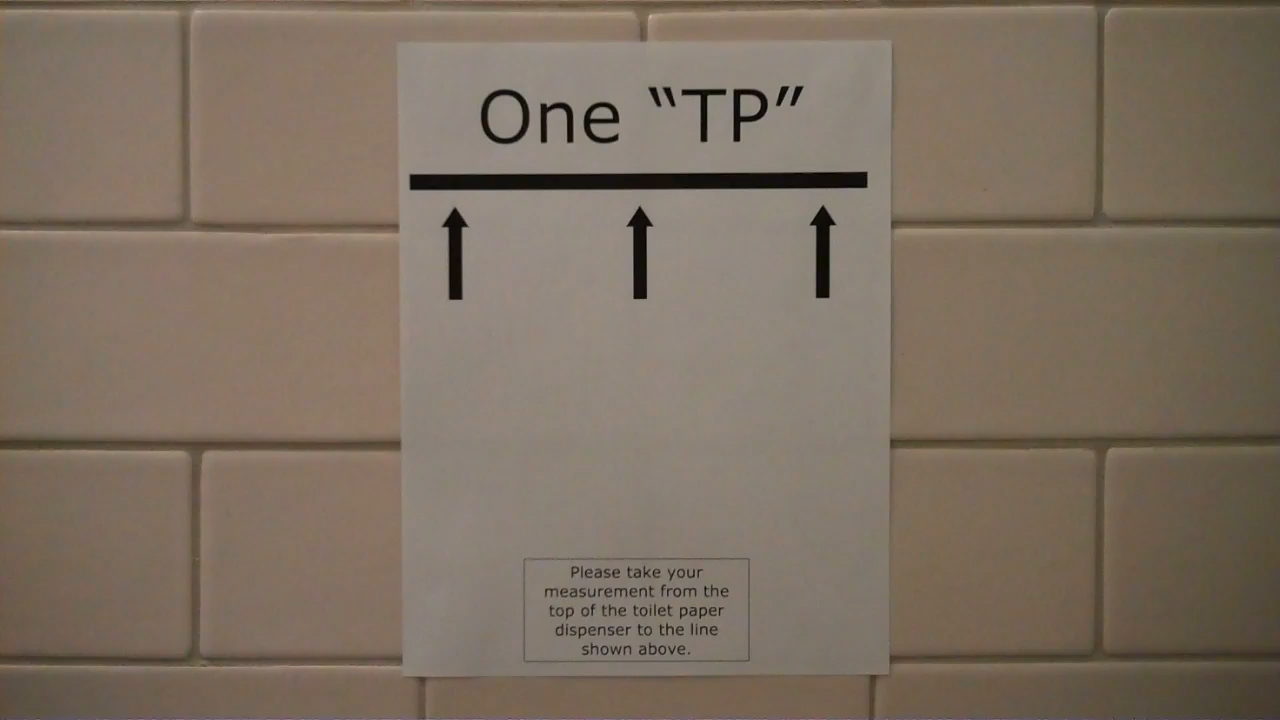 One “TP”
Please take your
measurement from the
top of the toilet paper
dispenser to the line
shown above.